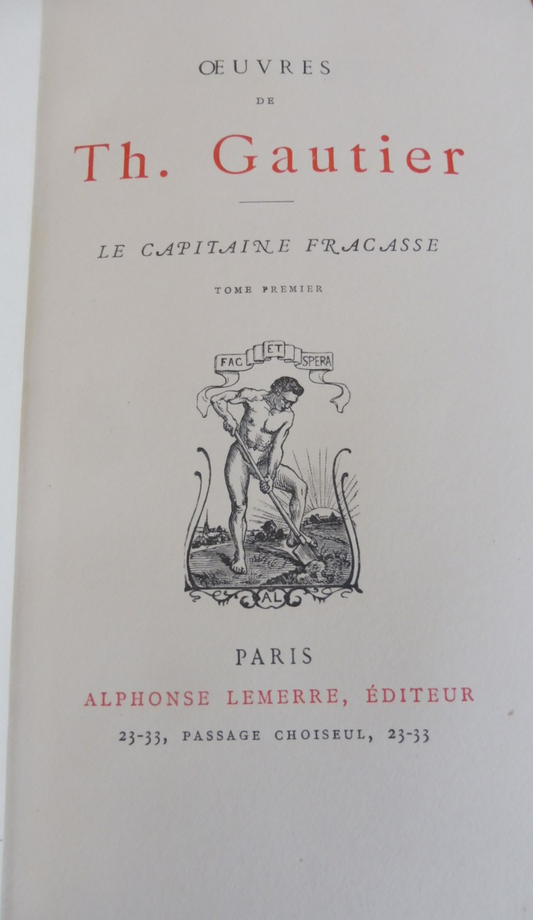 ŒUVRES
DE
Th. Gautier
LE CAPITAINE FRACASSE
TOME PREMIER
FAC ET SPERA
AL
PARIS
ALPHONSE LEMERRE, ÉDITEUR
23-33, PASSAGE CHOISEUL, 23-33